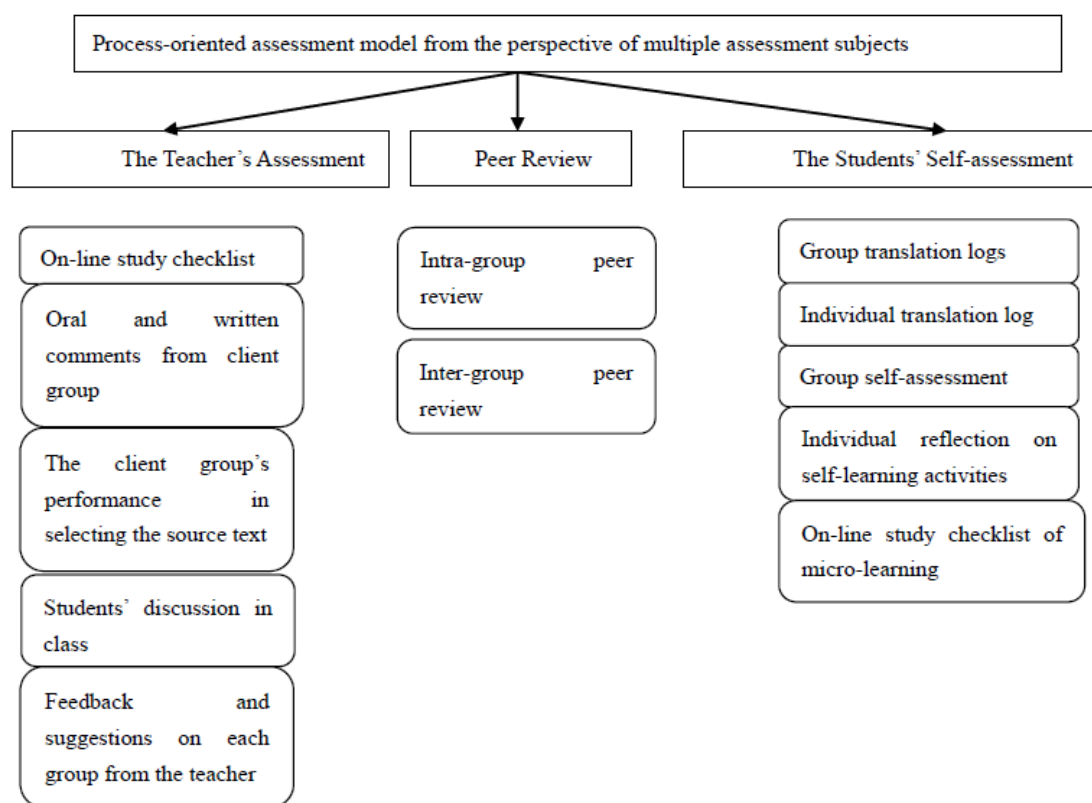 Process-oriented assessment model from the perspective of multiple assessment subjects
The Teacher’s Assessment
Peer Review
The Students’ Self-assessment
On-line study checklist
Oral and written
comments from client
group
The client group’s
performance in
selecting the source text
Students’ discussion in
class
Feedback and
suggestions on each
group from the teacher
Intra-group peer
review
Inter-group peer
review
Group translation logs
Individual translation log
Group self-assessment
Individual reflection on
self-learning activities
On-line study checklist of
micro-learning